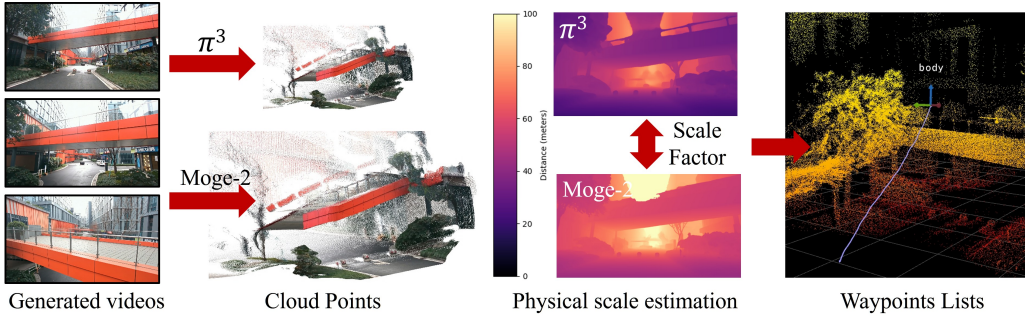 π³
Moge-2
Distance (meters)
100
80
60
40
20
0
π³
Scale
Factor
Moge-2
body
Generated videos
Cloud Points
Physical scale estimation
Waypoints Lists